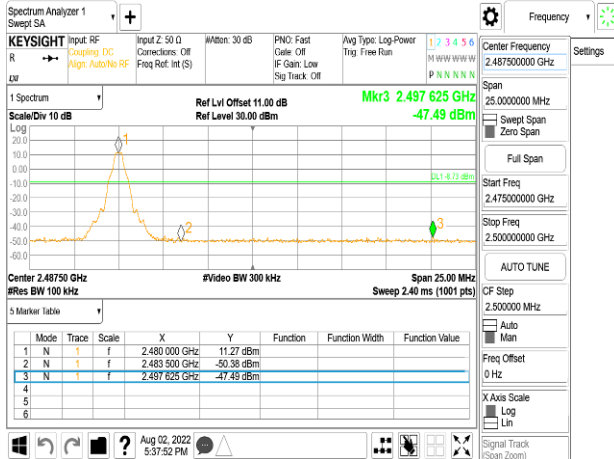 Spectrum Analyzer 1
Swept SA
+
Frequency
KEYSIGHT
R
LXI
Input: RF
Coupling: DC
Align: Auto/No RF
Input Z: 50 Ω
Corrections: Off
Freq Ref: Int (S)
#Atten: 30 dB
PNO: Fast
Gate: Off
IF Gain: Low
Sig Track: Off
Avg Type: Log-Power
Trig: Free Run
1 2 3 4 5 6
M W W W W W
P N N N N N
1 Spectrum
Scale/Div 10 dB
Log
Ref Lvl Offset 11.00 dB
Ref Level 30.00 dBm
Mkr3 2.497 625 GHz
-47.49 dBm
20.0
10.0
0.00
-10.0
-20.0
-30.0
-40.0
-50.0
-60.0
1
2
3
DL1 -8.73 dBm
Center 2.48750 GHz
#Res BW 100 kHz
#Video BW 300 kHz
Span 25.00 MHz
Sweep 2.40 ms (1001 pts)
5 Marker Table
Mode Trace Scale X Y Function Function Width Function Value
1 N 1 f 2.480 000 GHz 11.27 dBm
2 N 1 f 2.483 500 GHz -50.38 dBm
3 N 1 f 2.497 625 GHz -47.49 dBm
4
5
6
Aug 02, 2022
5:37:52 PM
?
Center Frequency
2.487500000 GHz
Settings
Span
25.0000000 MHz
Swept Span
Zero Span
Full Span
Start Freq
2.475000000 GHz
Stop Freq
2.500000000 GHz
AUTO TUNE
CF Step
2.500000 MHz
Auto
Man
Freq Offset
0 Hz
X Axis Scale
Log
Lin
Signal Track
(Span Zoom)